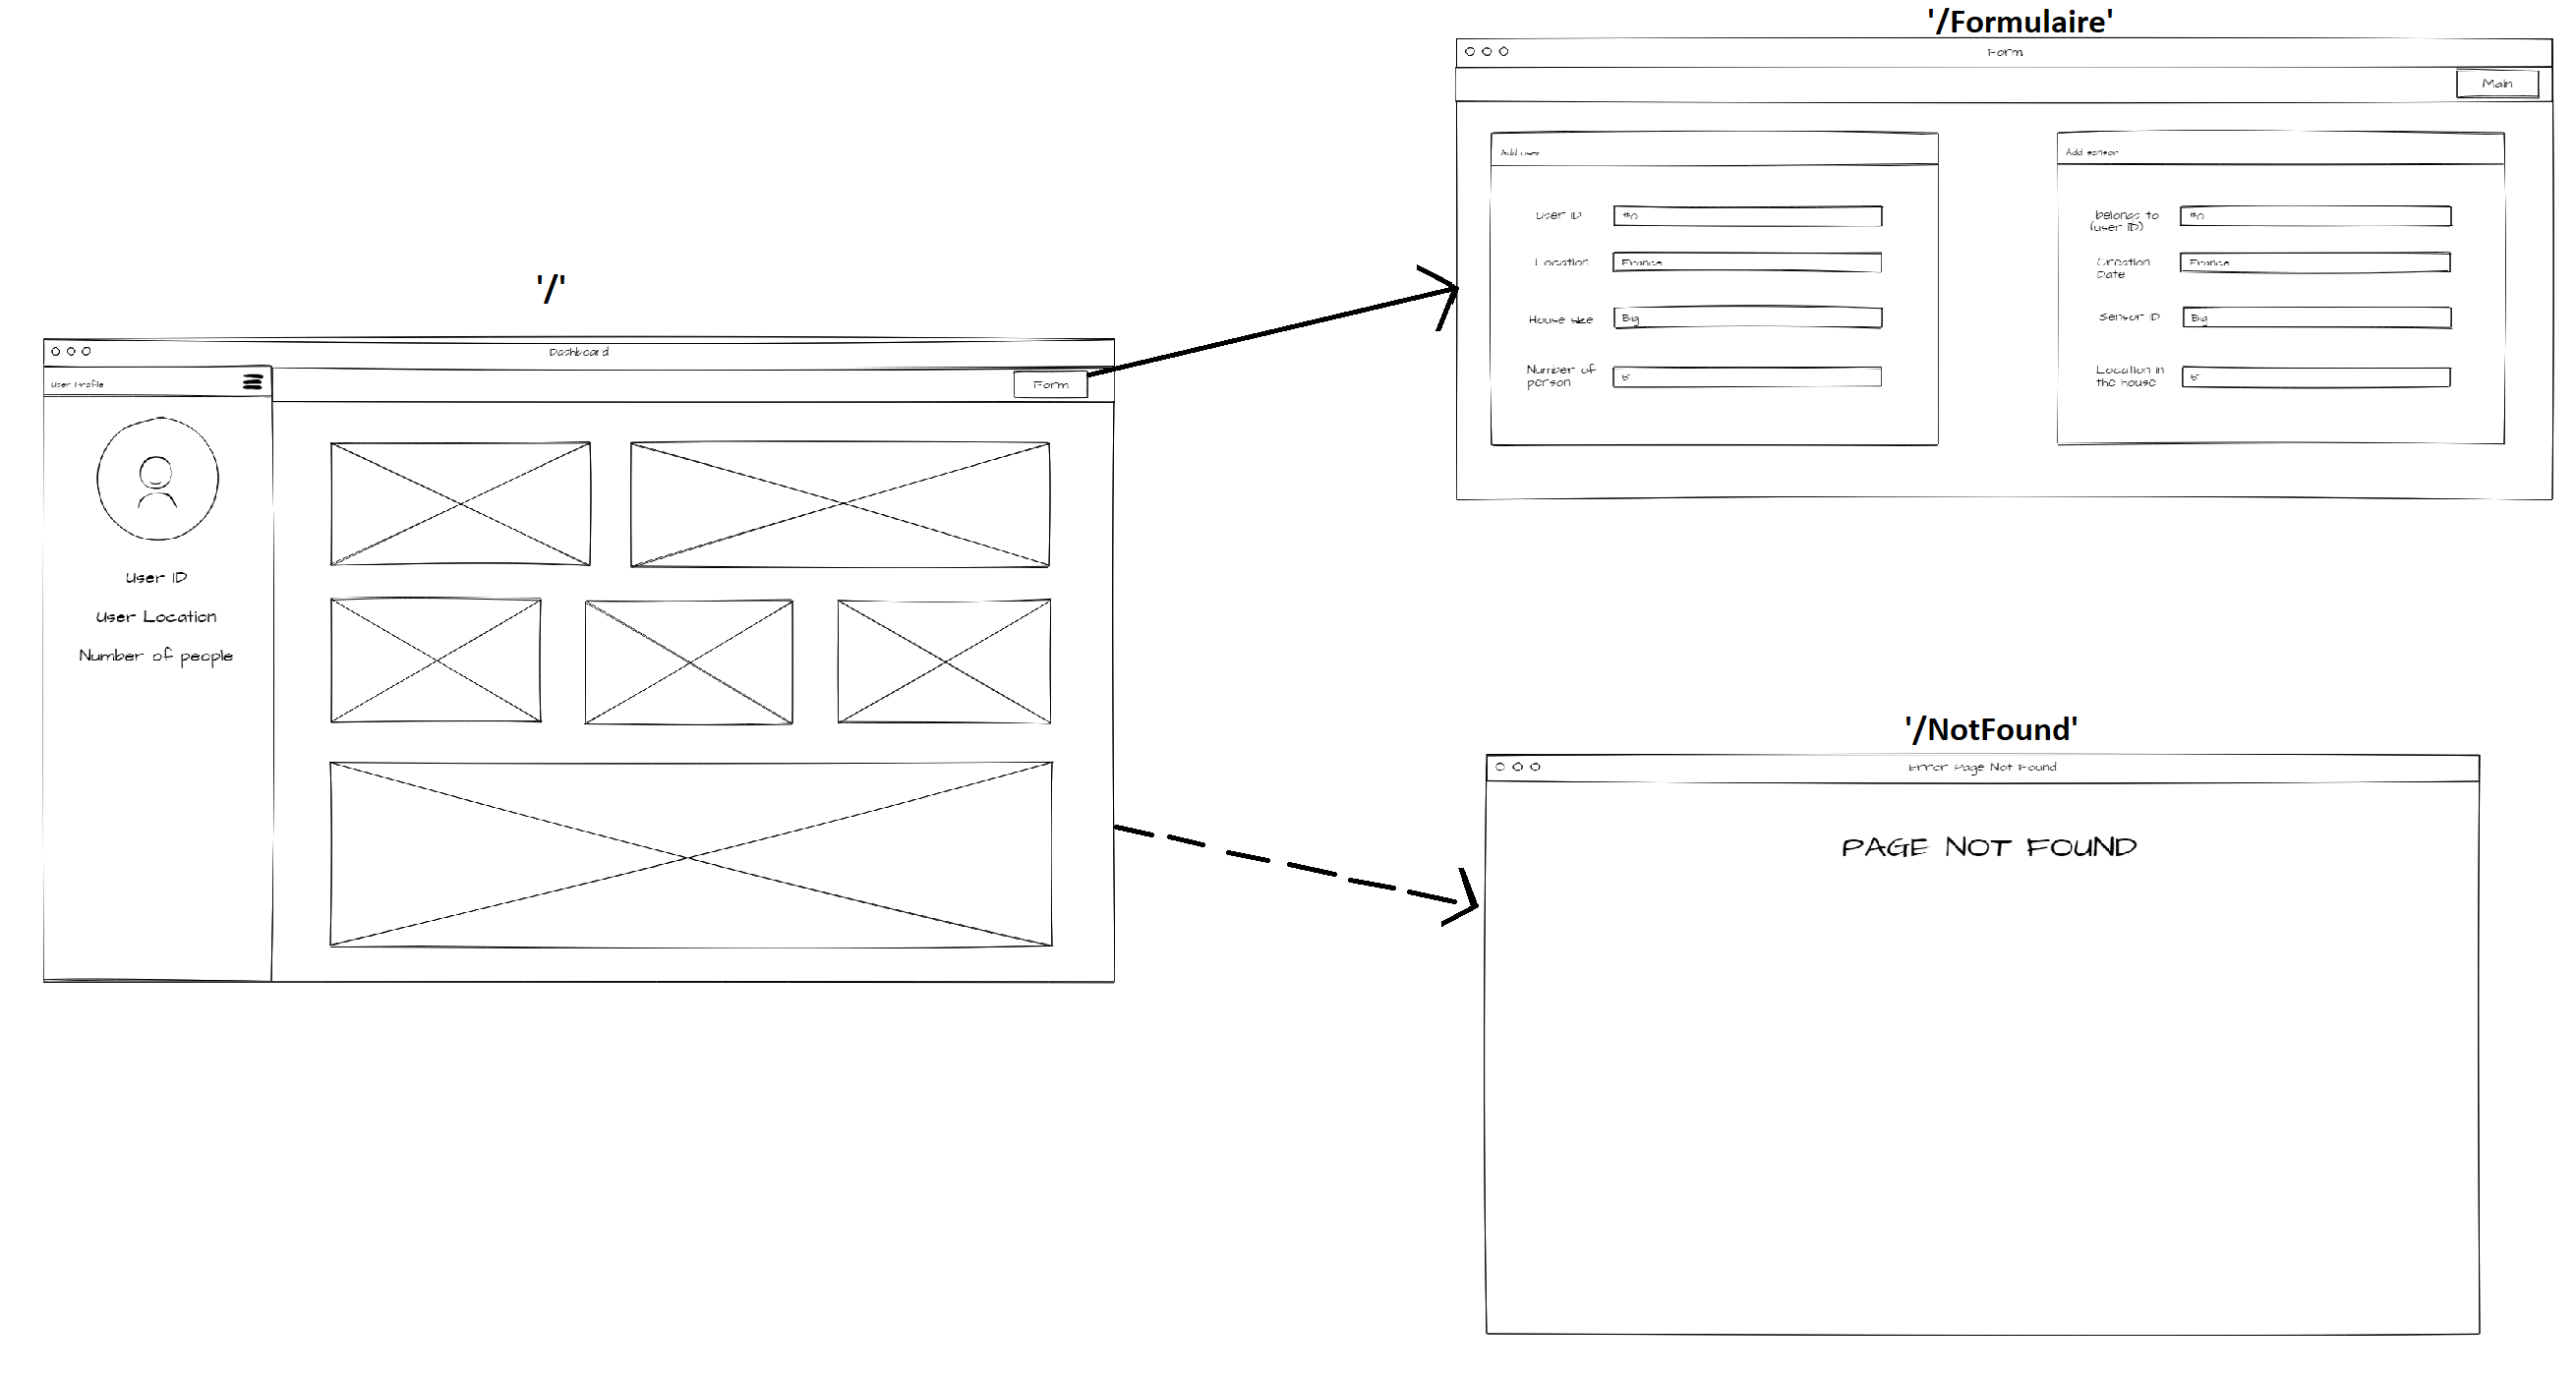 '/'
Dashboard
User Profile
Form
User ID
User Location
Number of people
'/Formulaire'
Form
Main
Add user
User ID
#0
Location
France
House size
Big
Number of
person
5
Add sensor
belongs to
(user ID)
#0
Creation
Date
France
Sensor ID
Big
Location in
the house
5
'/NotFound'
Error Page Not Found
PAGE NOT FOUND